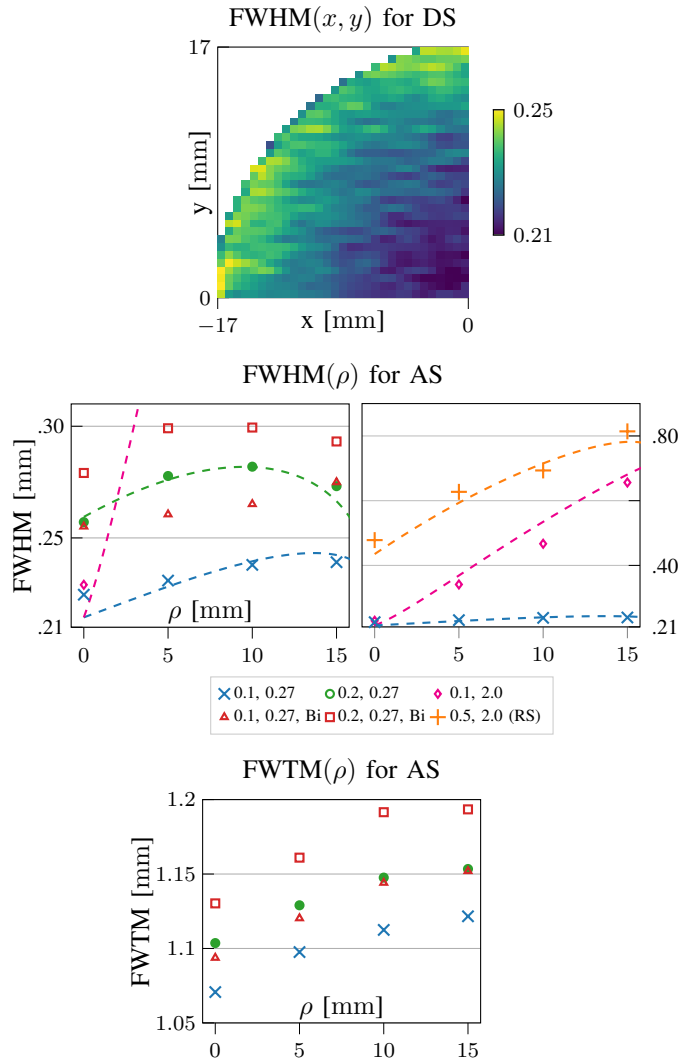 FWHM(x, y) for DS
17
y [mm]
0
−17
x [mm]
0
0.25
0.21
FWHM(ρ) for AS
FWHM [mm]
.30
.25
.21
ρ [mm]
0 5 10 15
.80
.40
.21
0 5 10 15
0.1, 0.27 0.2, 0.27 0.1, 2.0
0.1, 0.27, Bi 0.2, 0.27, Bi 0.5, 2.0 (RS)
FWTM(ρ) for AS
FWTM [mm]
1.2
1.15
1.1
1.05
ρ [mm]
0 5 10 15